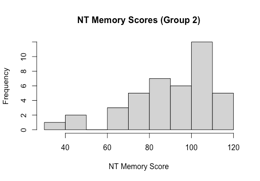 NT Memory Scores (Group 2)
Frequency
0 2 4 6 8 10
40 60 80 100 120
NT Memory Score